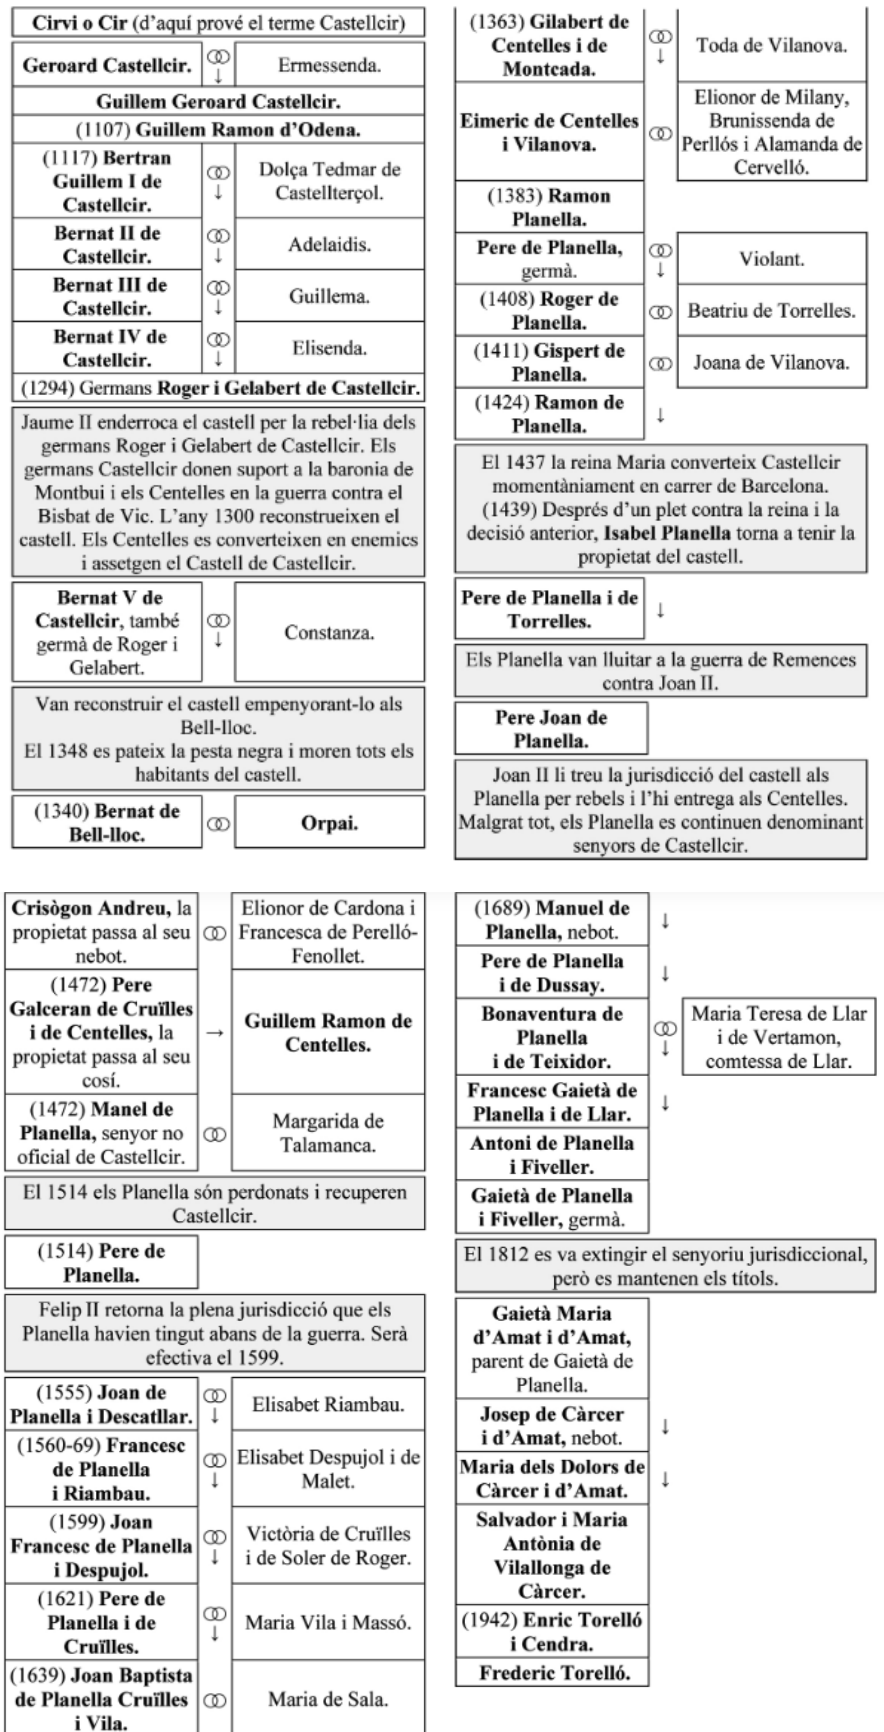 Cirvi o Cir (d'aquí prové el terme Castellcir)
Geroard Castellcir. ⚭ ↓ Ermessenda.
Guillem Geroard Castellcir.
(1107) Guillem Ramon d'Odena.
(1117) Bertran
Guillem I de
Castellcir.
⚭
↓
Dolça Tedmar de
Castellterçol.
Bernat II de
Castellcir.
⚭
↓
Adelaidis.
Bernat III de
Castellcir.
⚭
↓
Guillema.
Bernat IV de
Castellcir.
⚭
↓
Elisenda.
(1294) Germans Roger i Gelabert de Castellcir.
Jaume II enderroca el castell per la rebel·lia dels
germans Roger i Gelabert de Castellcir. Els
germans Castellcir donen suport a la baronia de
Montbui i els Centelles en la guerra contra el
Bisbat de Vic. L'any 1300 reconstrueixen el
castell. Els Centelles es converteixen en enemics
i assetgen el Castell de Castellcir.
Bernat V de
Castellcir, també
germà de Roger i
Gelabert.
⚭
↓
Constanza.
Van reconstruir el castell empenyorant-lo als
Bell-lloc.
El 1348 es pateix la pesta negra i moren tots els
habitants del castell.
(1340) Bernat de
Bell-lloc.
⚭
Orpai.
(1363) Gilabert de
Centelles i de
Montcada.
⚭
↓
Toda de Vilanova.
Eimeric de Centelles
i Vilanova.
⚭
Elionor de Milany,
Brunissenda de
Perllós i Alamanda de
Cervelló.
(1383) Ramon
Planella.
Pere de Planella,
germà.
⚭
↓
Violant.
(1408) Roger de
Planella.
⚭
Beatriu de Torrelles.
(1411) Gispert de
Planella.
⚭
Joana de Vilanova.
(1424) Ramon de
Planella.
↓
El 1437 la reina Maria converteix Castellcir
momentàniament en carrer de Barcelona.
(1439) Després d'un plet contra la reina i la
decisió anterior, Isabel Planella torna a tenir la
propietat del castell.
Pere de Planella i de
Torrelles.
↓
Els Planella van lluitar a la guerra de Remences
contra Joan II.
Pere Joan de
Planella.
Joan II li treu la jurisdicció del castell als
Planella per rebels i l'hi entrega als Centelles.
Malgrat tot, els Planella es continuen denominant
senyors de Castellcir.
Crisògon Andreu, la
propietat passa al seu
nebot.
⚭
Elionor de Cardona i
Francesca de Perelló-
Fenollet.
(1472) Pere
Galceran de Cruïlles
i de Centelles, la
propietat passa al seu
cosí.
→
Guillem Ramon de
Centelles.
(1472) Manel de
Planella, senyor no
oficial de Castellcir.
⚭
Margarida de
Talamanca.
El 1514 els Planella són perdonats i recuperen
Castellcir.
(1514) Pere de
Planella.
Felip II retorna la plena jurisdicció que els
Planella havien tingut abans de la guerra. Serà
efectiva el 1599.
(1555) Joan de
Planella i Descatllar.
⚭
↓
Elisabet Riambau.
(1560-69) Francesc
de Planella
i Riambau.
⚭
↓
Elisabet Despujol i de
Malet.
(1599) Joan
Francesc de Planella
i Despujol.
⚭
↓
Victòria de Cruïlles
i de Soler de Roger.
(1621) Pere de
Planella i de
Cruïlles.
⚭
↓
Maria Vila i Massó.
(1639) Joan Baptista
de Planella Cruïlles
i Vila.
⚭
Maria de Sala.
(1689) Manuel de
Planella, nebot.
↓
Pere de Planella
i de Dussay.
↓
Bonaventura de
Planella
i de Teixidor.
⚭
↓
Maria Teresa de Llar
i de Vertamon,
comtessa de Llar.
Francesc Gaietà de
Planella i de Llar.
↓
Antoni de Planella
i Fiveller.
Gaietà de Planella
i Fiveller, germà.
El 1812 es va extingir el senyoriu jurisdiccional,
però es mantenen els títols.
Gaietà Maria
d'Amat i d'Amat,
parent de Gaietà de
Planella.
Josep de Càrcer
i d'Amat, nebot.
↓
Maria dels Dolors de
Càrcer i d'Amat.
↓
Salvador i Maria
Antònia de
Vilallonga de
Càrcer.
(1942) Enric Torelló
i Cendra.
Frederic Torelló.